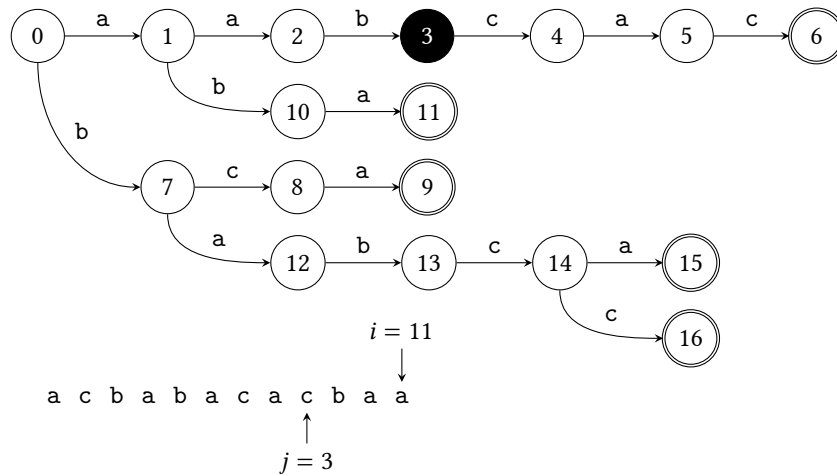 0 a 1 a 2 b 3 c 4 a 5 c 6
b 10 a 11
b
7 c 8 a 9
a 12 b 13 c 14 a 15
c 16
i = 11
a c b a b a c a c b a a
j = 3